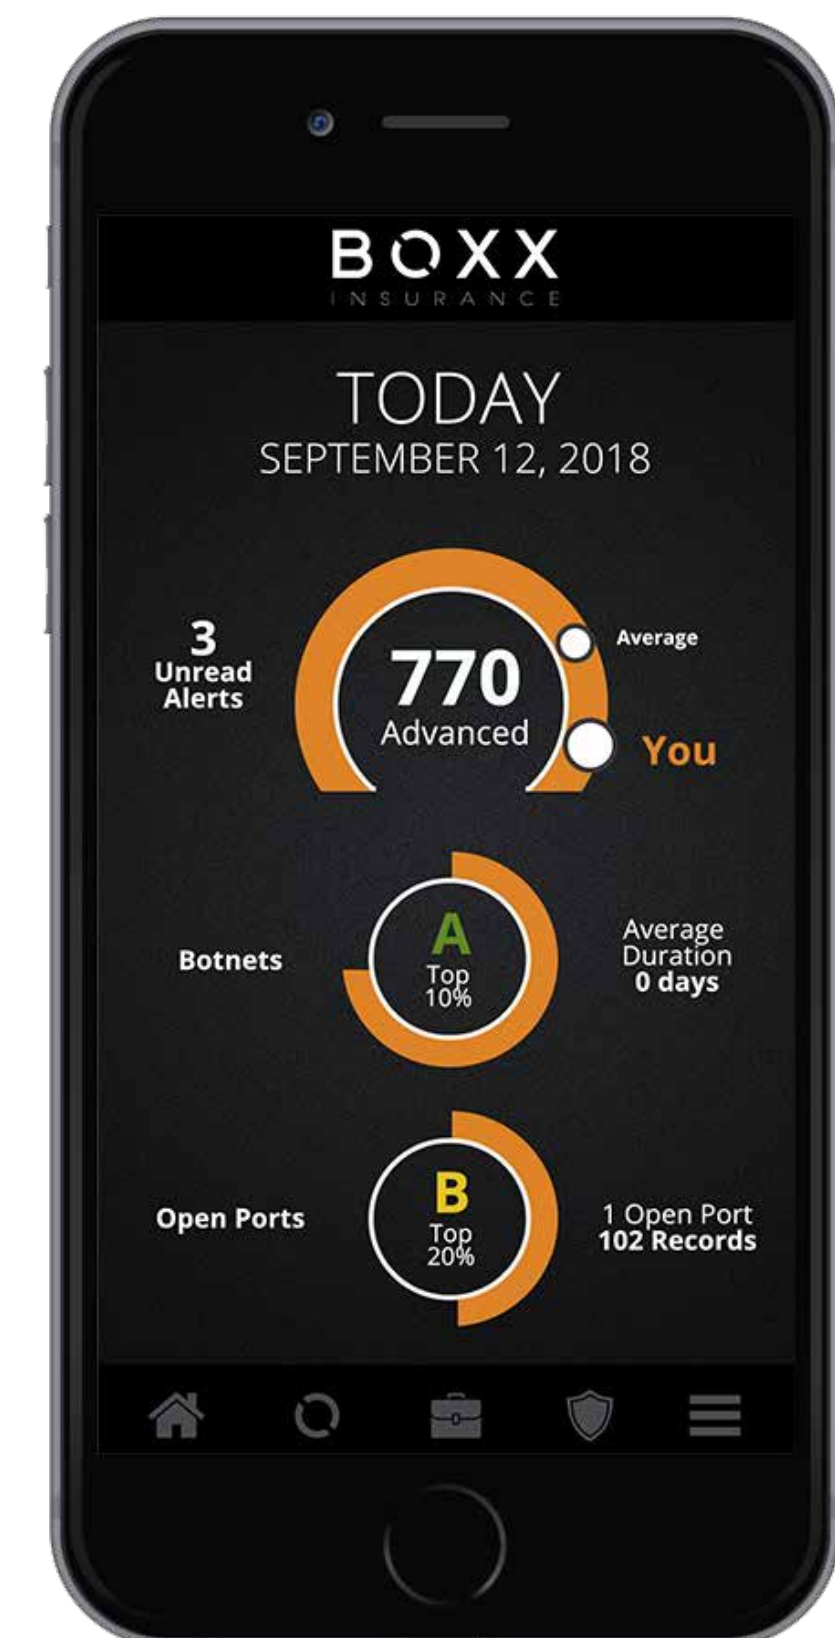 BOXX
INSURANCE
TODAY
SEPTEMBER 12, 2018
3
Unread
Alerts
770
Advanced
Average
You
Botnets
A
Top
10%
Average
Duration
0 days
Open Ports
B
Top
20%
1 Open Port
102 Records